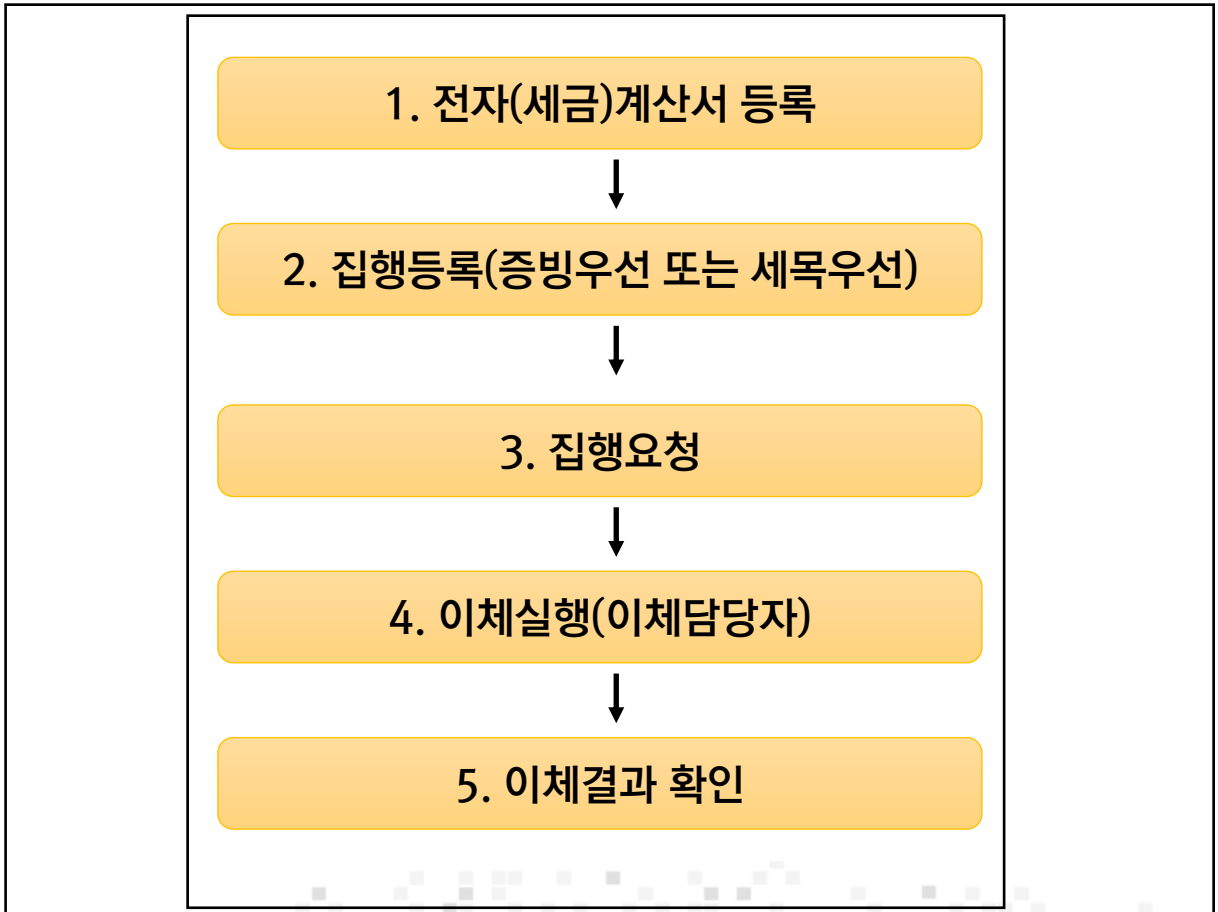 1. 전자(세금)계산서 등록
2. 집행등록(증빙우선 또는 세목우선)
3. 집행요청
4. 이체실행(이체담당자)
5. 이체결과 확인